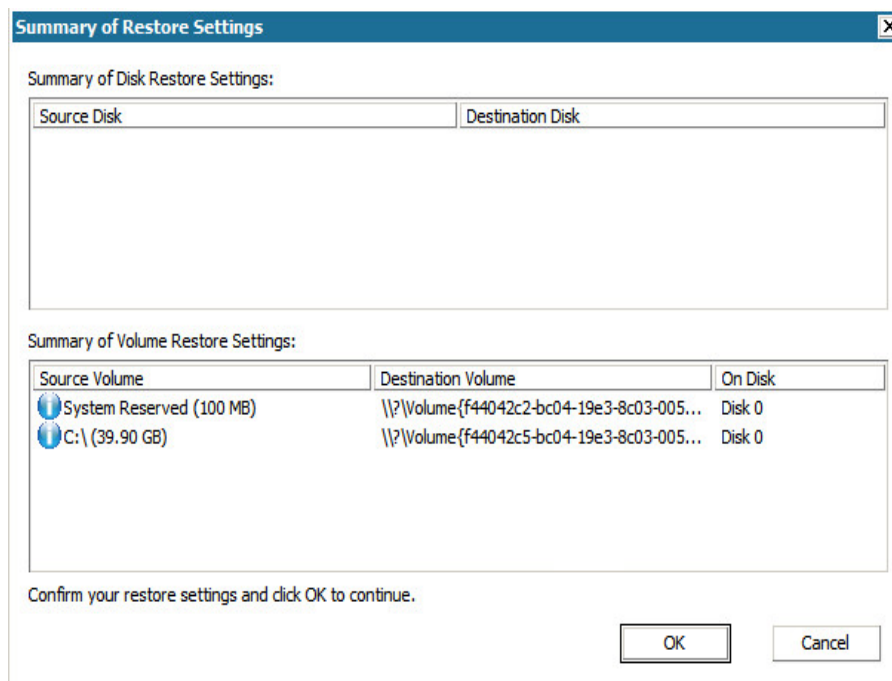 Summary of Restore Settings
Summary of Disk Restore Settings:
Source Disk Destination Disk
Summary of Volume Restore Settings:
Source Volume Destination Volume On Disk
System Reserved (100 MB) \\?\Volume{f44042c2-bc04-19e3-8c03-005... Disk 0
C:\ (39.90 GB) \\?\Volume{f44042c5-bc04-19e3-8c03-005... Disk 0
Confirm your restore settings and click OK to continue.
OK Cancel